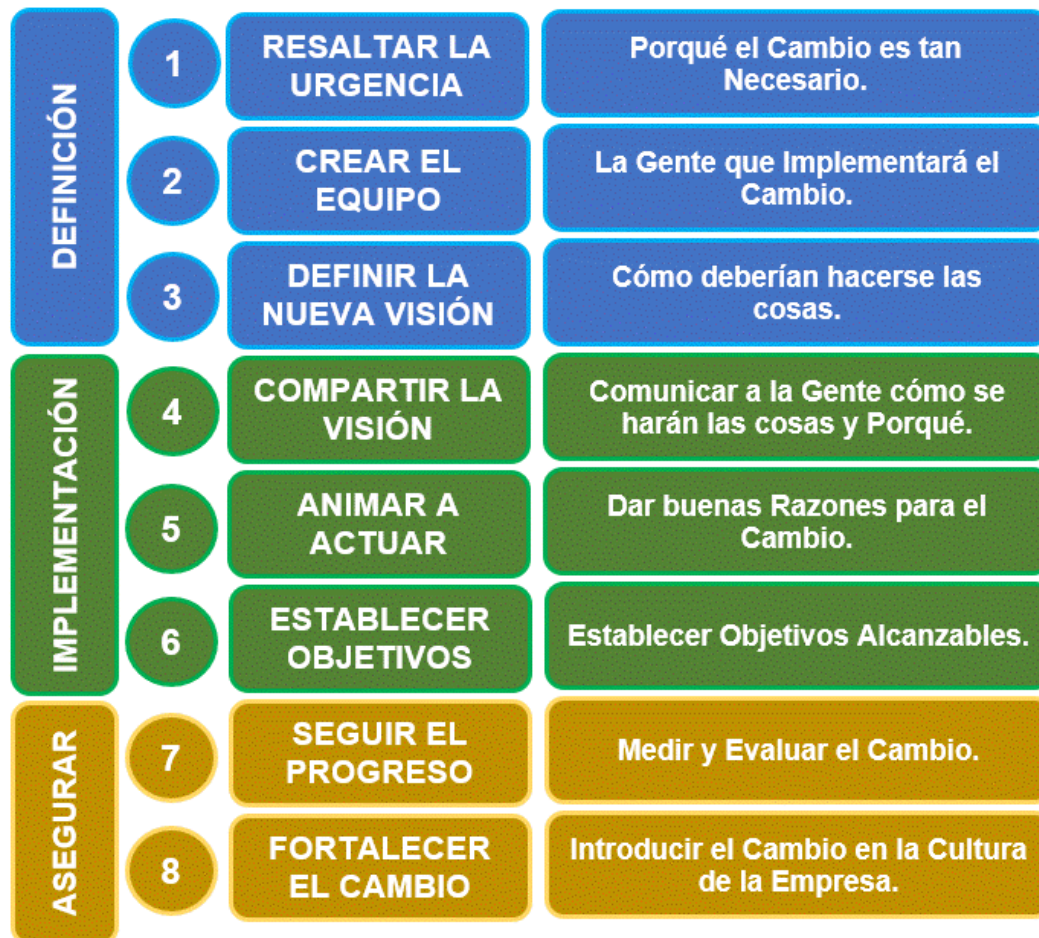 DEFINICIÓN
1
RESALTAR LA
URGENCIA
Porqué el Cambio es tan
Necesario.
2
CREAR EL
EQUIPO
La Gente que Implementará el
Cambio.
3
DEFINIR LA
NUEVA VISIÓN
Cómo deberían hacerse las
cosas.
IMPLEMENTACIÓN
4
COMPARTIR LA
VISIÓN
Comunicar a la Gente cómo se
harán las cosas y Porqué.
5
ANIMAR A
ACTUAR
Dar buenas Razones para el
Cambio.
6
ESTABLECER
OBJETIVOS
Establecer Objetivos Alcanzables.
ASEGURAR
7
SEGUIR EL
PROGRESO
Medir y Evaluar el Cambio.
8
FORTALECER
EL CAMBIO
Introducir el Cambio en la Cultura
de la Empresa.